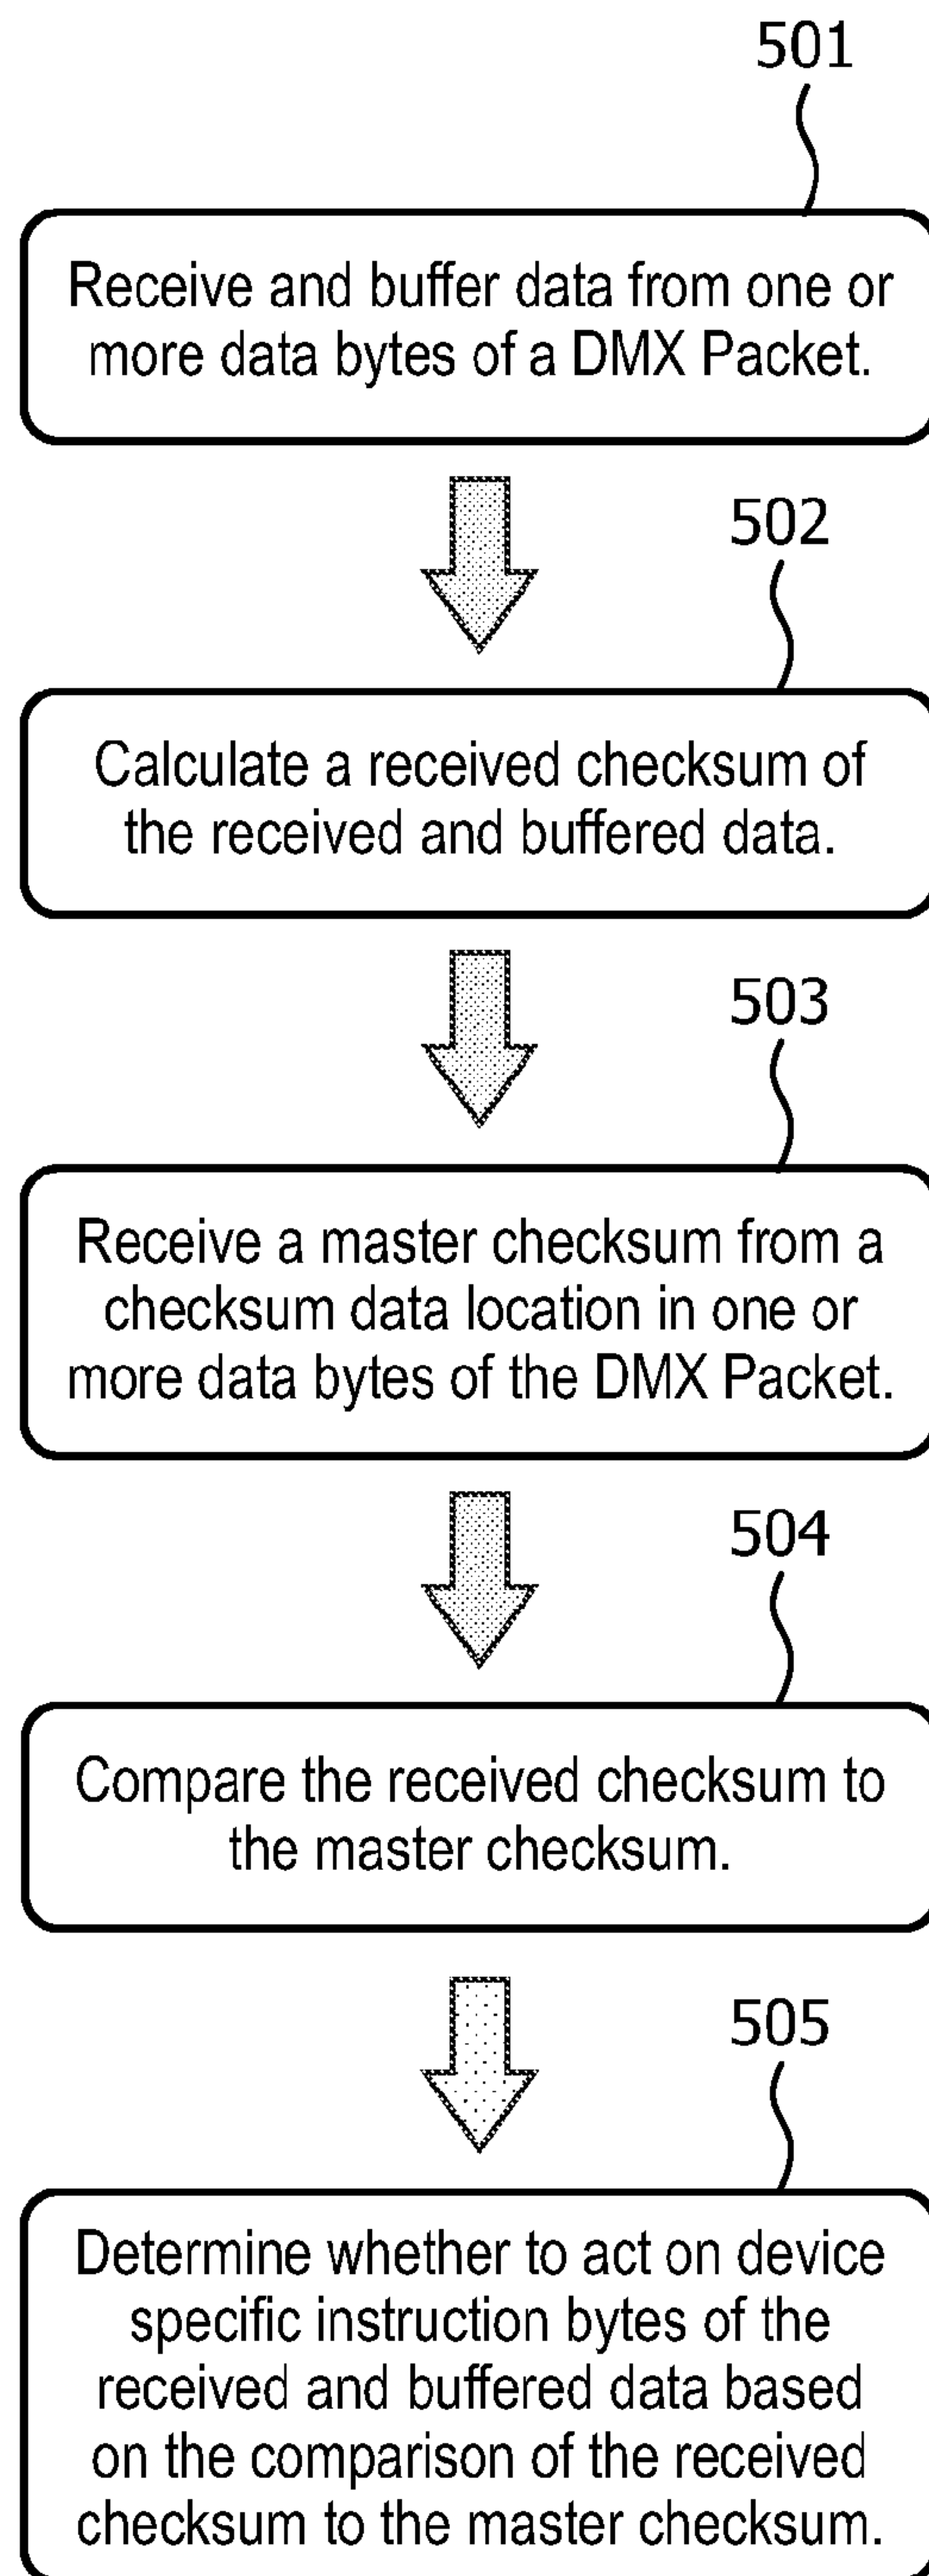 501
Receive and buffer data from one or
more data bytes of a DMX Packet.
502
Calculate a received checksum of
the received and buffered data.
503
Receive a master checksum from a
checksum data location in one or
more data bytes of the DMX Packet.
504
Compare the received checksum to
the master checksum.
505
Determine whether to act on device
specific instruction bytes of the
received and buffered data based
on the comparison of the received
checksum to the master checksum.